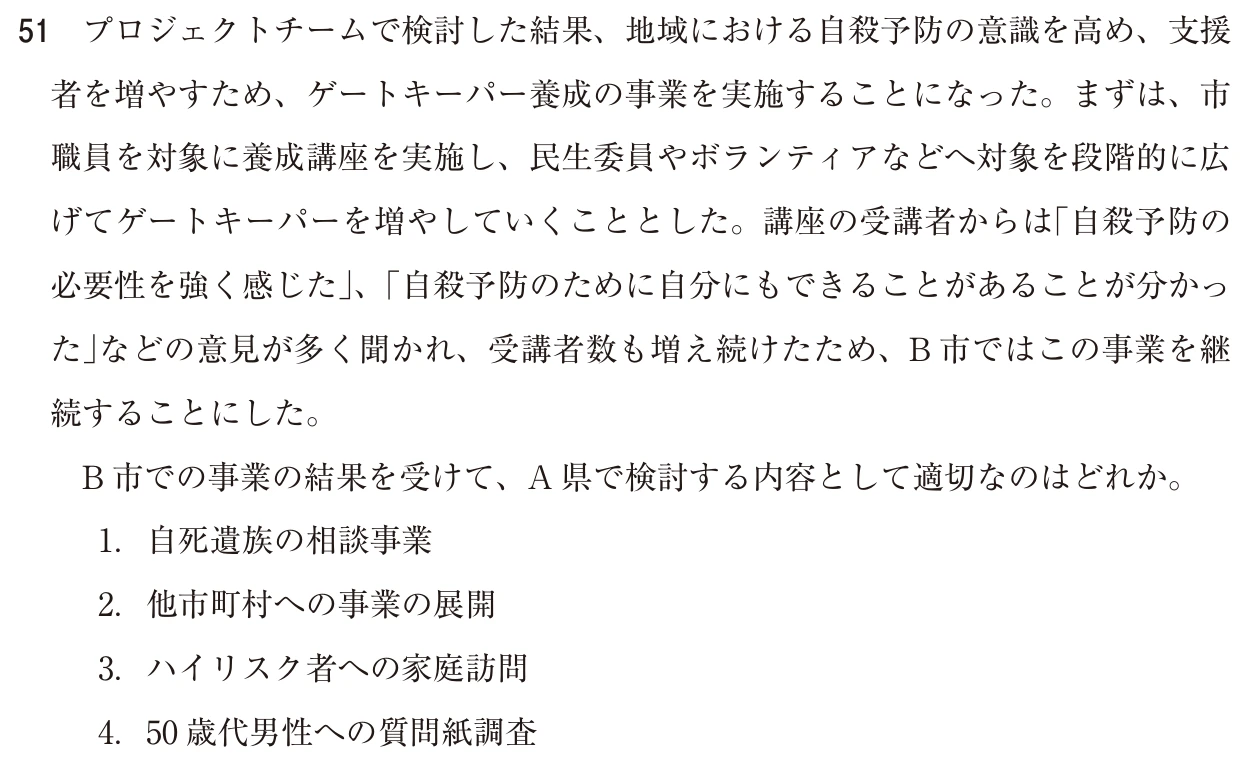 51　プロジェクトチームで検討した結果、地域における自殺予防の意識を高め、支援
者を増やすため、ゲートキーパー養成の事業を実施することになった。まずは、市
職員を対象に養成講座を実施し、民生委員やボランティアなどへ対象を段階的に広
げてゲートキーパーを増やしていくこととした。講座の受講者からは「自殺予防の
必要性を強く感じた」、「自殺予防のために自分にもできることがあることが分かっ
た」などの意見が多く聞かれ、受講者数も増え続けたため、B 市ではこの事業を継
続することにした。
B 市での事業の結果を受けて、A 県で検討する内容として適切なのはどれか。
1. 自死遺族の相談事業
2. 他市町村への事業の展開
3. ハイリスク者への家庭訪問
4. 50 歳代男性への質問紙調査